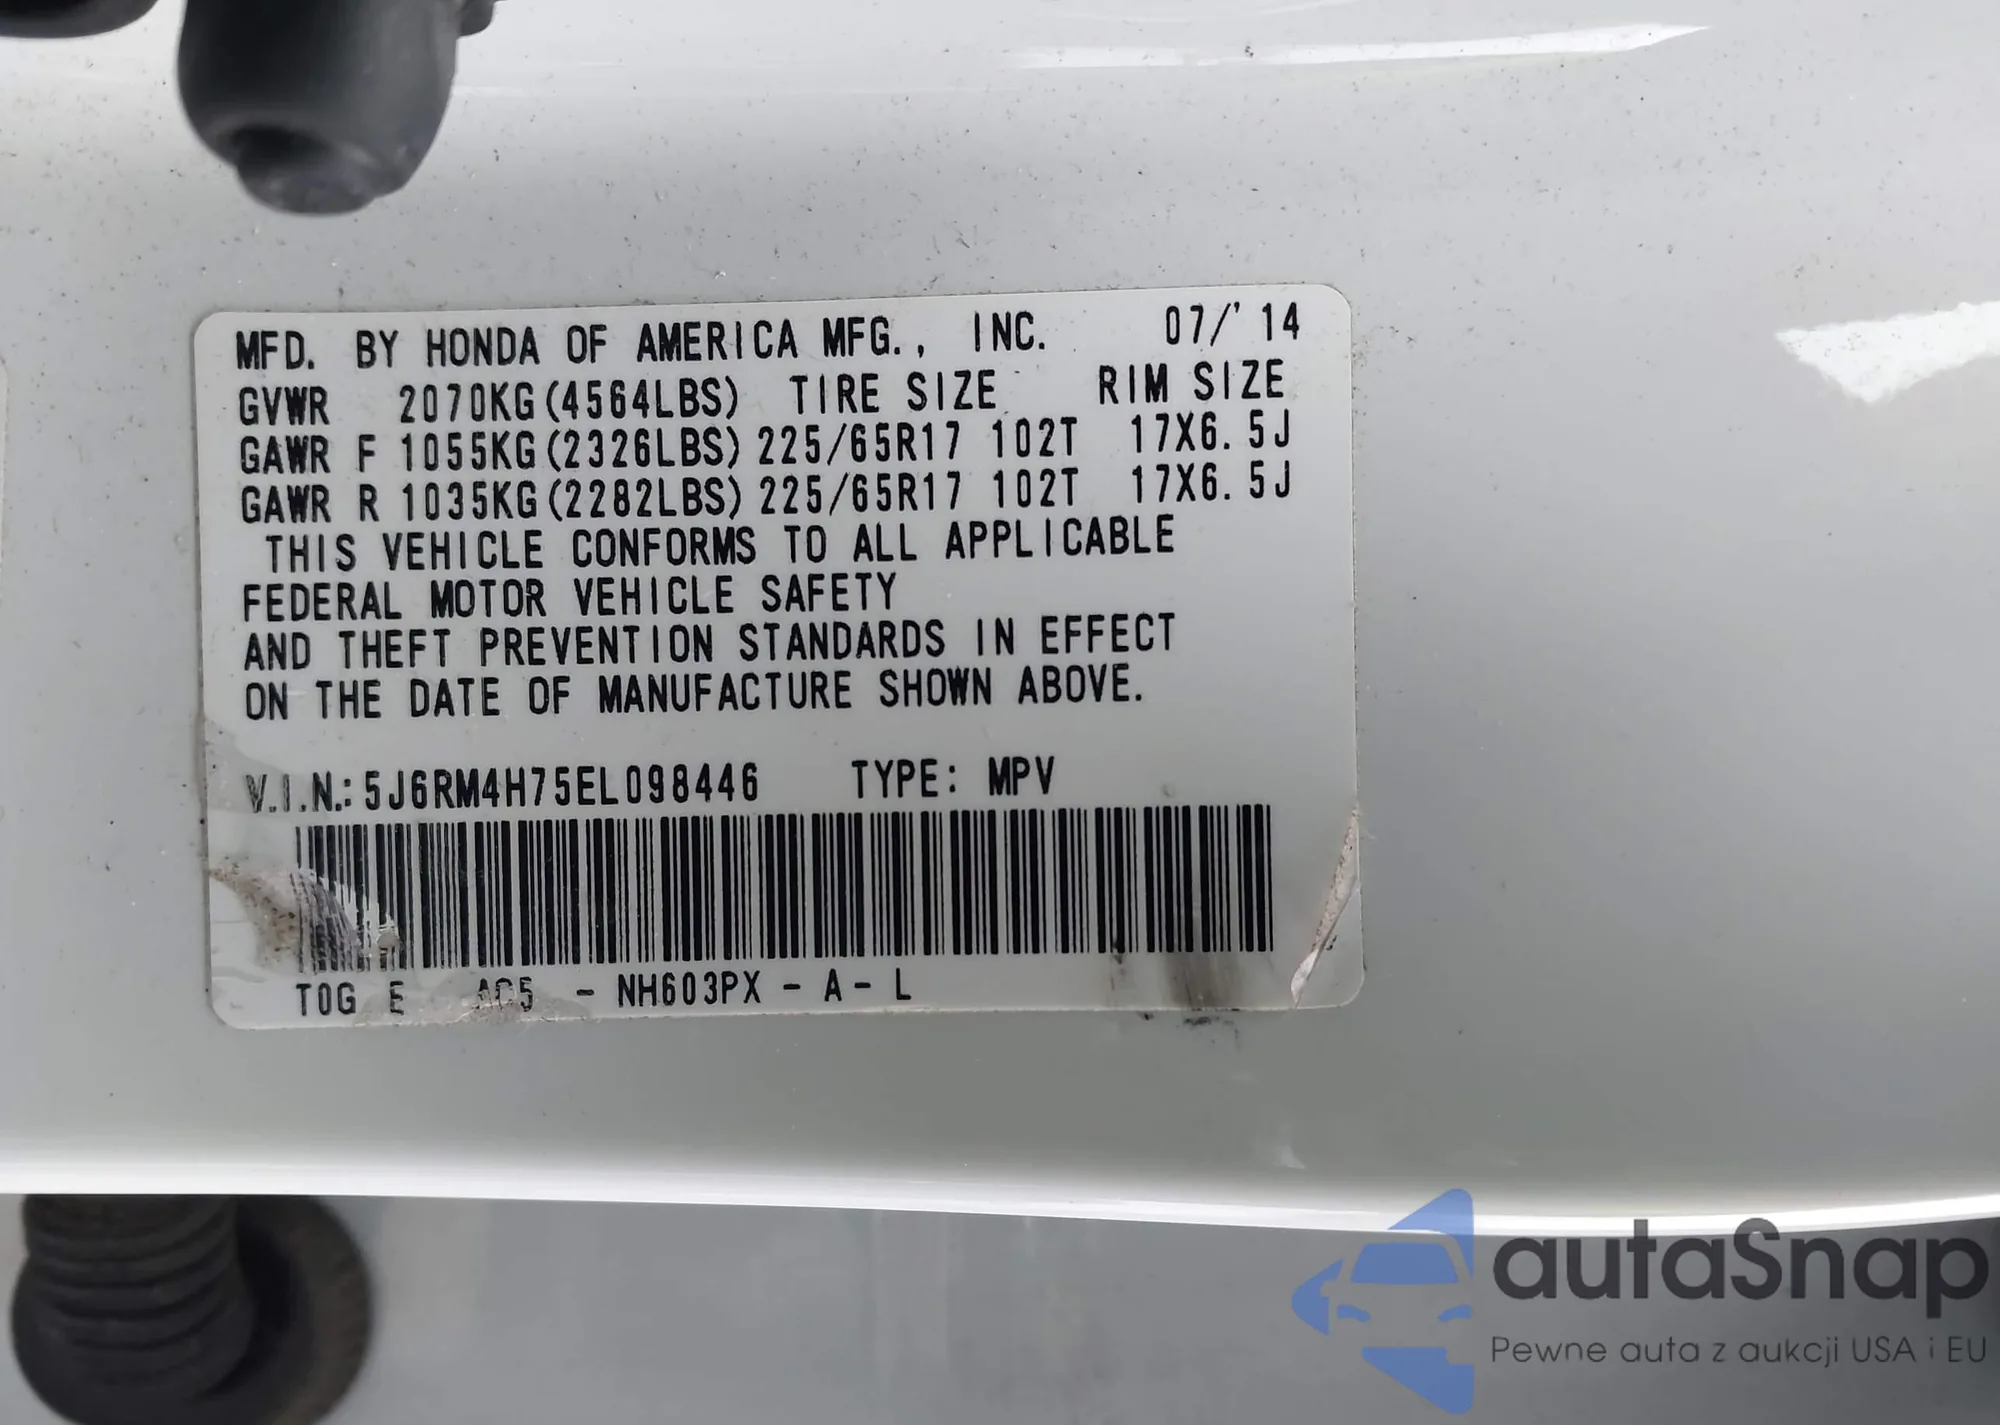 MFD. BY HONDA OF AMERICA MFG., INC. 07/'14
GVWR 2070KG(4564LBS) TIRE SIZE RIM SIZE
GAWR F 1055KG(2326LBS) 225/65R17 102T 17X6.5J
GAWR R 1035KG(2282LBS) 225/65R17 102T 17X6.5J
THIS VEHICLE CONFORMS TO ALL APPLICABLE
FEDERAL MOTOR VEHICLE SAFETY
AND THEFT PREVENTION STANDARDS IN EFFECT
ON THE DATE OF MANUFACTURE SHOWN ABOVE.
V.I.N.: 5J6RM4H75EL098446 TYPE: MPV
T0G E - NH603PX - A - L
autaSnap
Pewne auta z aukcji USA i EU